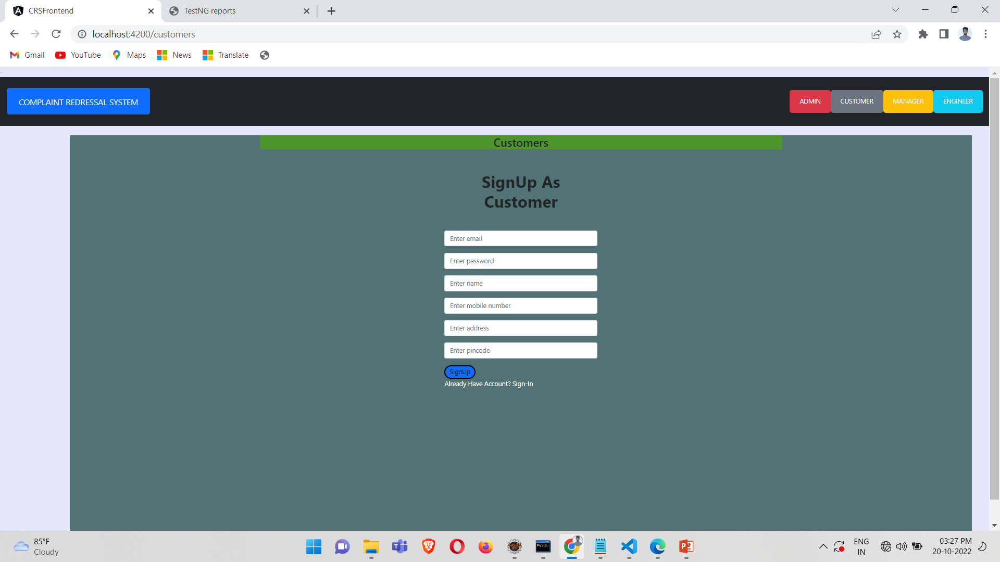 CRSFrontend
TestNG reports
localhost:4200/customers
Gmail
YouTube
Maps
News
Translate
-
COMPLAINT REDRESSAL SYSTEM
ADMIN
CUSTOMER
MANAGER
ENGINEER
Customers
SignUp As
Customer
Enter email
Enter password
Enter name
Enter mobile number
Enter address
Enter pincode
SignUp
Already Have Account? Sign-In
85°F
Cloudy
ENG
IN
03:27 PM
20-10-2022